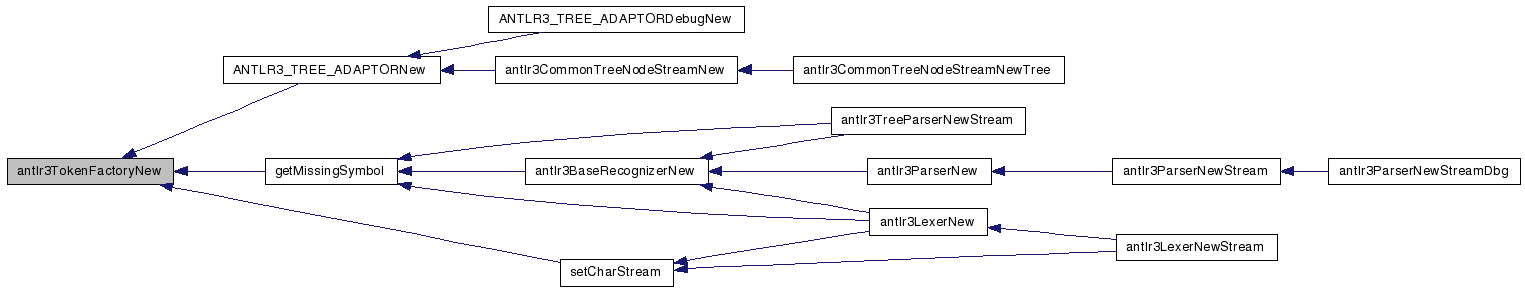 ANTLR3_TREE_ADAPTORDebugNew
ANTLR3_TREE_ADAPTORNew
antlr3CommonTreeNodeStreamNew
antlr3CommonTreeNodeStreamNewTree
antlr3TreeParserNewStream
antlr3TokenFactoryNew
getMissingSymbol
antlr3BaseRecognizerNew
antlr3ParserNew
antlr3ParserNewStream
antlr3ParserNewStreamDbg
antlr3LexerNew
antlr3LexerNewStream
setCharStream